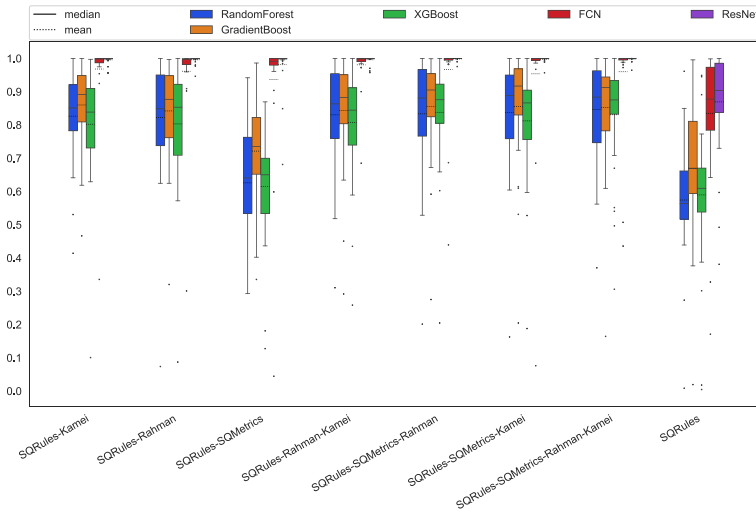 median RandomForest XGBoost FCN ResNe
mean GradientBoost
1.0
0.9
0.8
0.7
0.6
0.5
0.4
0.3
0.2
0.1
0.0
SQRules-Kamei
SQRules-Rahman
SQRules-SQMetrics
SQRules-Rahman-Kamei
SQRules-SQMetrics-Rahman
SQRules-SQMetrics-Kamei
SQRules-SQMetrics-Rahman-Kamei
SQRules